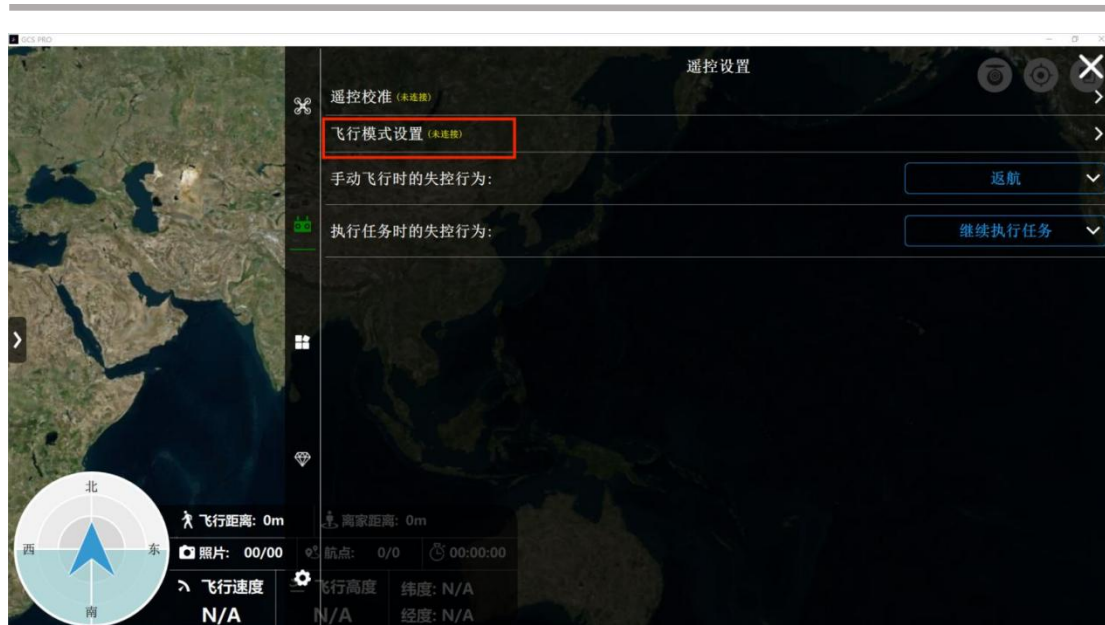 GCS PRO
遥控设置
遥控校准 (未连接)
飞行模式设置 (未连接)
手动飞行时的失控行为:
返航
执行任务时的失控行为:
继续执行任务
北
西
东
南
飞行距离: 0m
离家距离: 0m
照片: 00/00
航点: 0/0
00:00:00
飞行速度
飞行高度
纬度: N/A
N/A
N/A
经度: N/A